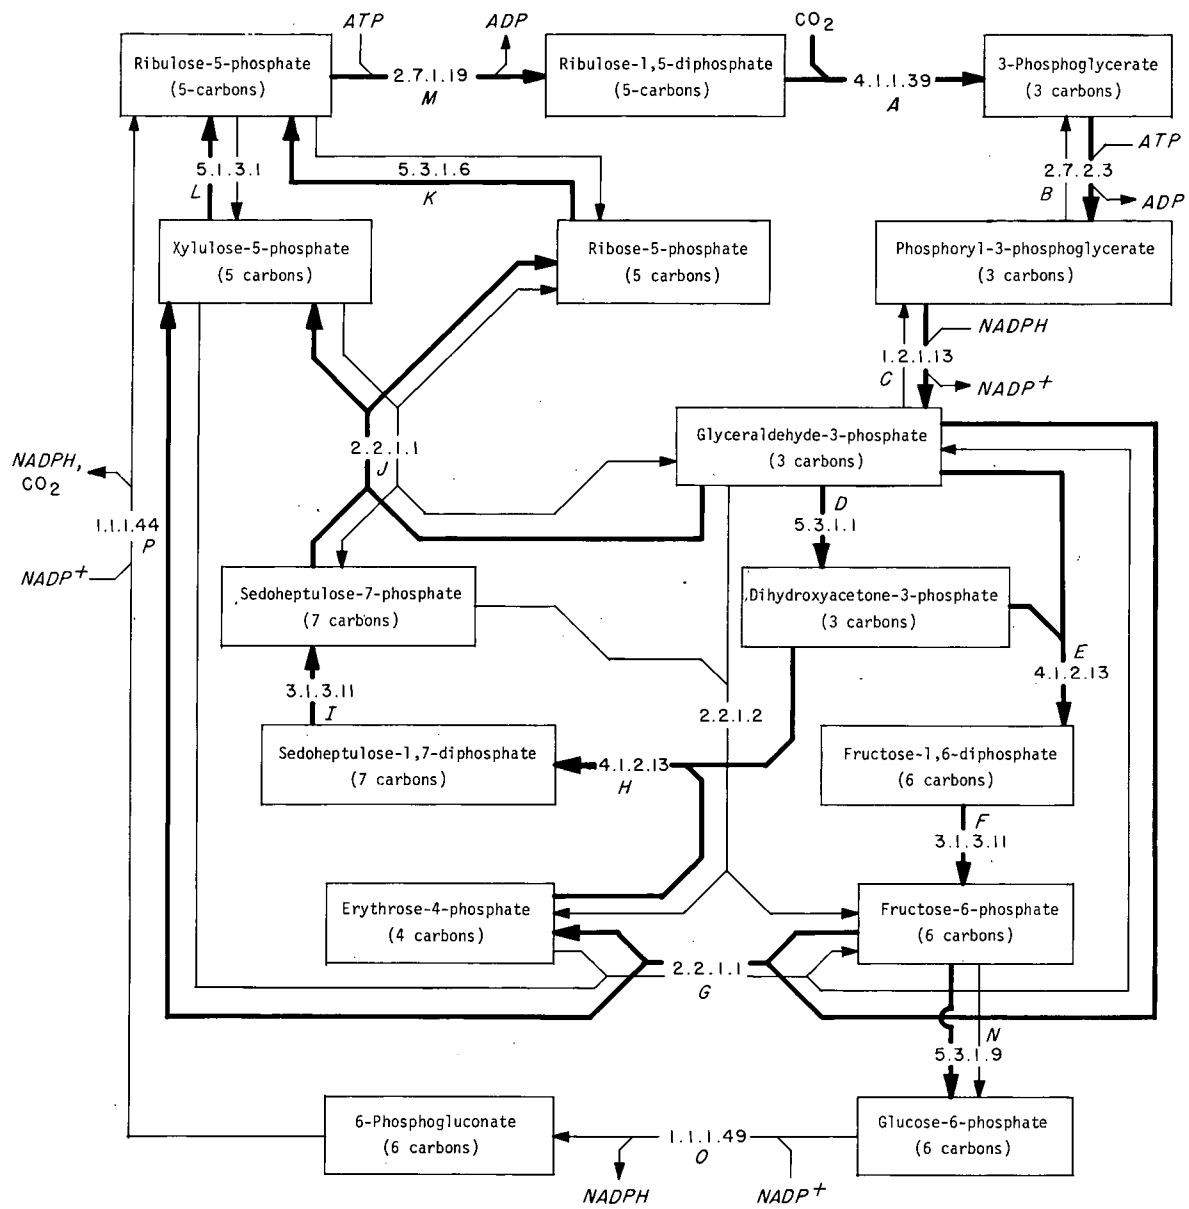 ATP
ADP
CO2
Ribulose-5-phosphate
(5-carbons)
2.7.1.19
M
Ribulose-1,5-diphosphate
(5-carbons)
4.1.1.39
A
3-Phosphoglycerate
(3 carbons)
ATP
5.1.3.1
L
5.3.1.6
K
2.7.2.3
B
ADP
Xylulose-5-phosphate
(5 carbons)
Ribose-5-phosphate
(5 carbons)
Phosphoryl-3-phosphoglycerate
(3 carbons)
NADPH
1.2.1.13
C
NADP+
Glyceraldehyde-3-phosphate
(3 carbons)
2.2.1.1
J
NADPH,
CO2
1.1.1.44
P
NADP+
D
5.3.1.1
Sedoheptulose-7-phosphate
(7 carbons)
Dihydroxyacetone-3-phosphate
(3 carbons)
E
4.1.2.13
3.1.3.11
I
2.2.1.2
Sedoheptulose-1,7-diphosphate
(7 carbons)
4.1.2.13
H
Fructose-1,6-diphosphate
(6 carbons)
F
3.1.3.11
Erythrose-4-phosphate
(4 carbons)
Fructose-6-phosphate
(6 carbons)
2.2.1.1
G
N
5.3.1.9
6-Phosphogluconate
(6 carbons)
1.1.1.49
O
Glucose-6-phosphate
(6 carbons)
NADPH
NADP+